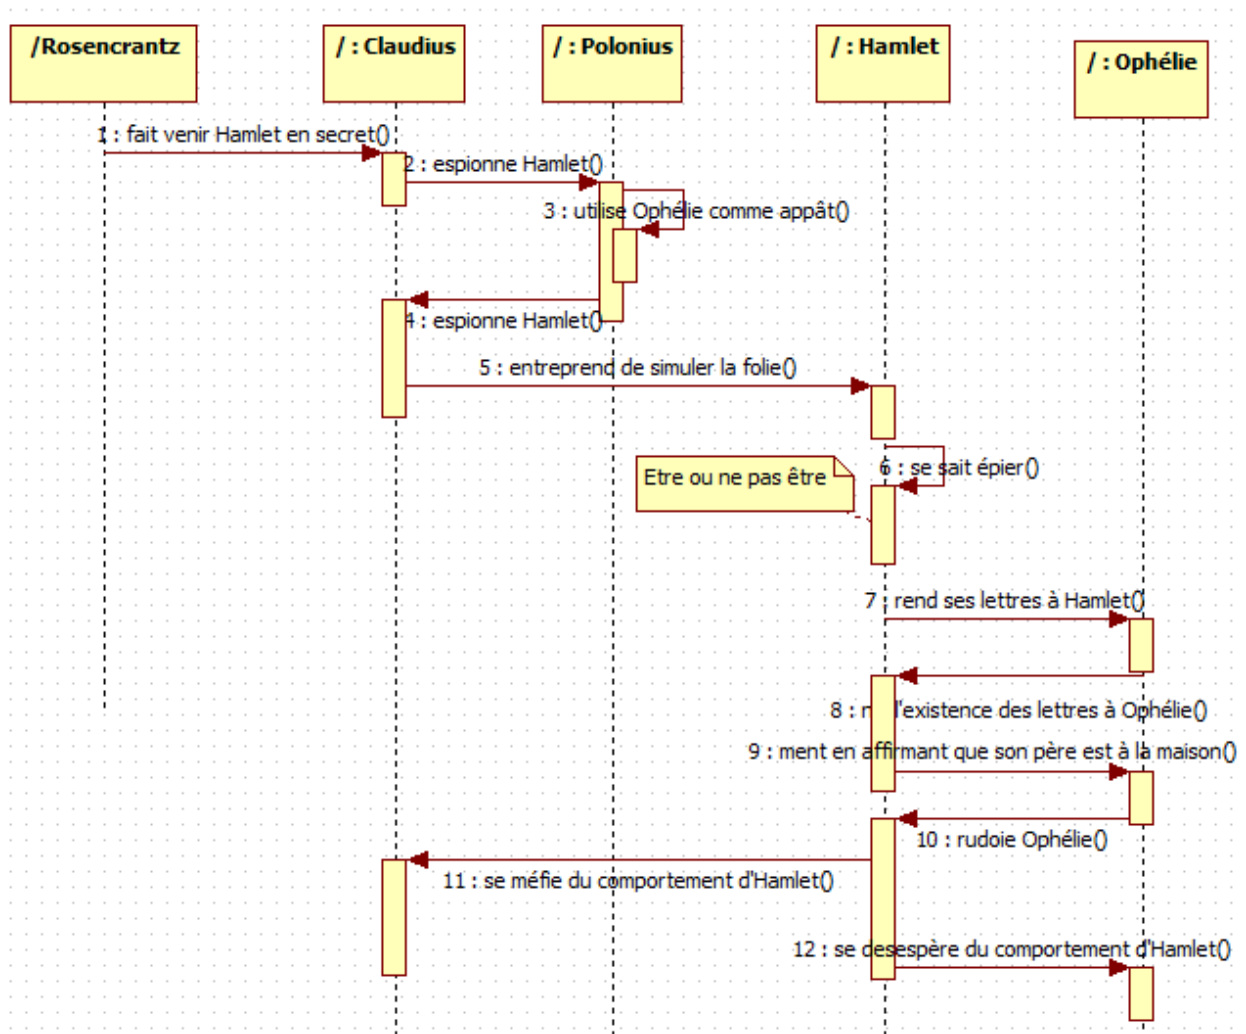 /Rosencrantz
/ : Claudius
/ : Polonius
/ : Hamlet
/ : Ophélie
1 : fait venir Hamlet en secret()
2 : espionne Hamlet()
3 : utilise Ophélie comme appât()
4 : espionne Hamlet()
5 : entreprend de simuler la folie()
6 : se sait épier()
Etre ou ne pas être
7 : rend ses lettres à Hamlet()
8 : l'existence des lettres à Ophélie()
9 : ment en affirmant que son père est à la maison()
10 : rudoie Ophélie()
11 : se méfie du comportement d'Hamlet()
12 : se desespère du comportement d'Hamlet()